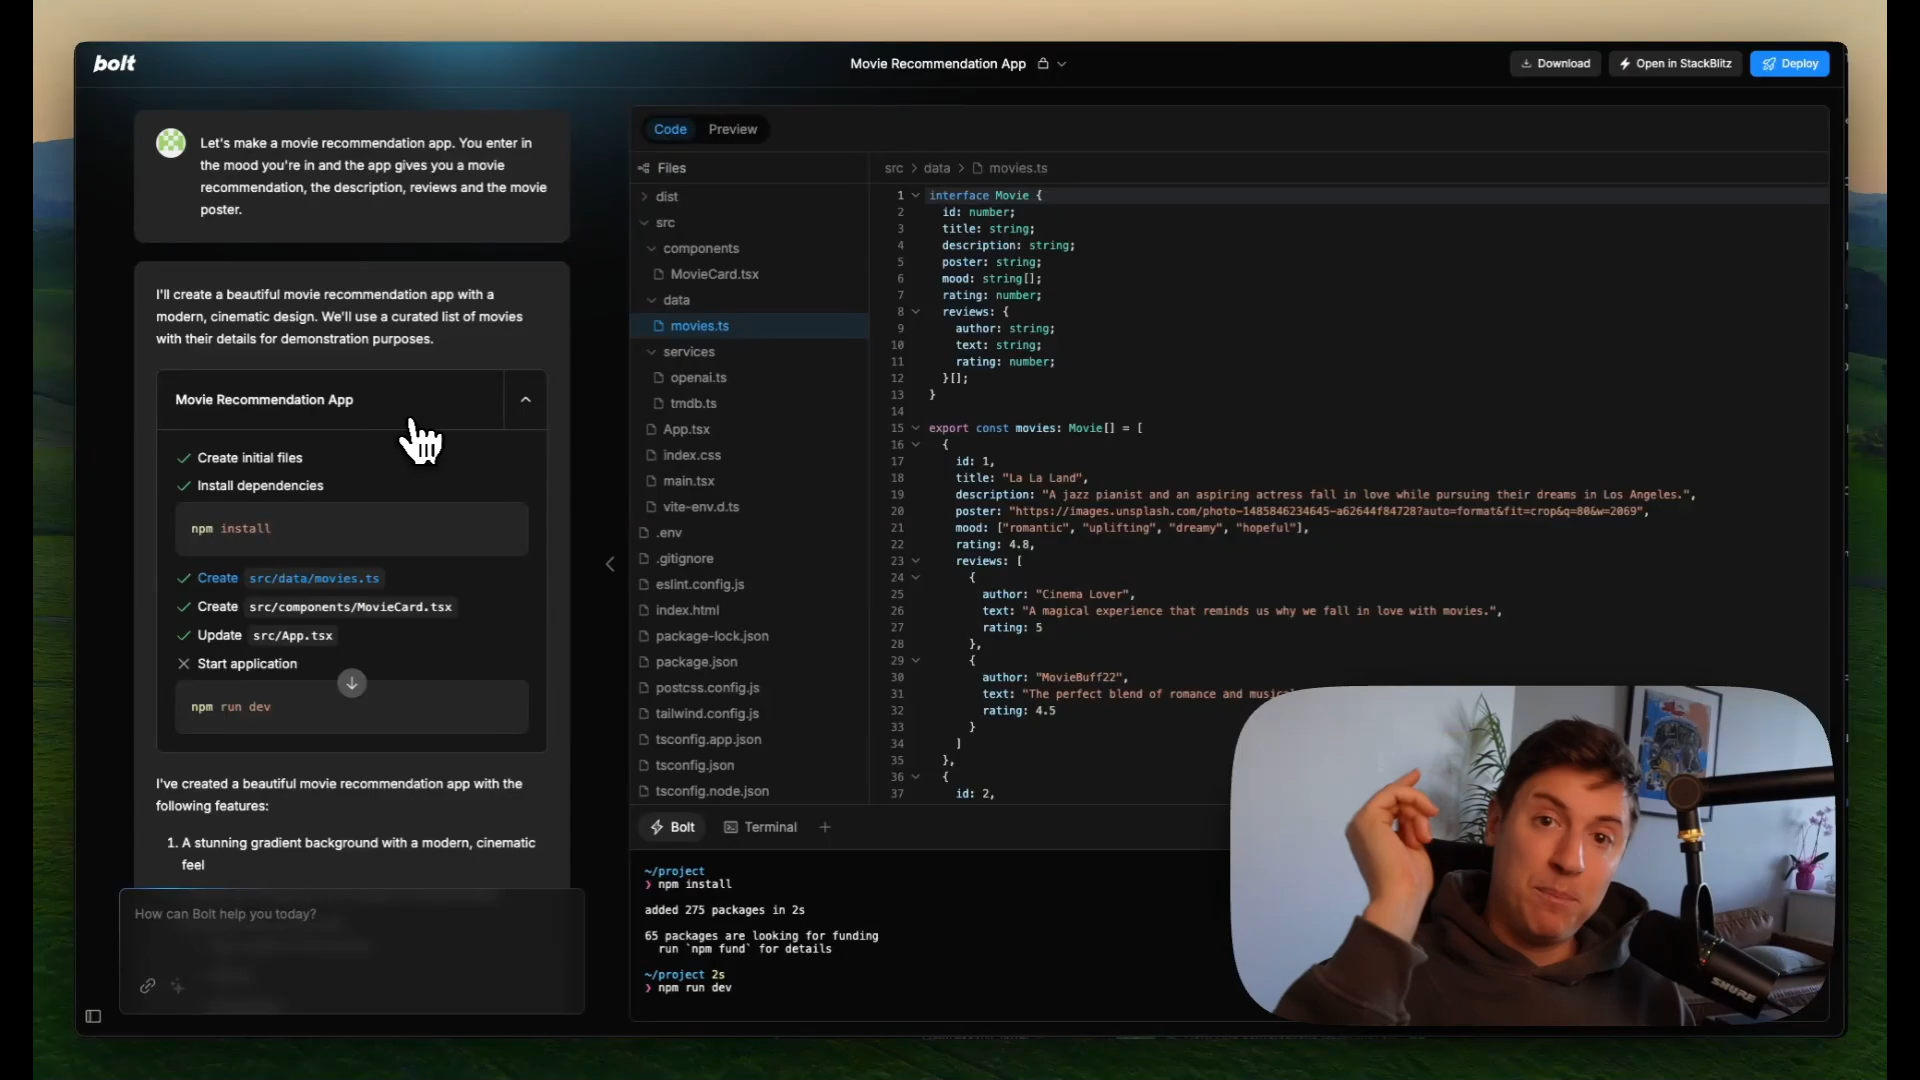 bolt
Movie Recommendation App
Download
Open in StackBlitz
Deploy
Let's make a movie recommendation app. You enter in
the mood you're in and the app gives you a movie
recommendation, the description, reviews and the movie
poster.
I'll create a beautiful movie recommendation app with a
modern, cinematic design. We'll use a curated list of movies
with their details for demonstration purposes.
Movie Recommendation App
Create initial files
Install dependencies
npm install
Create src/data/movies.ts
Create src/components/MovieCard.tsx
Update src/App.tsx
Start application
npm run dev
I've created a beautiful movie recommendation app with the
following features:
1. A stunning gradient background with a modern, cinematic
feel
How can Bolt help you today?
Code
Preview
Files
dist
src
components
MovieCard.tsx
data
movies.ts
services
openai.ts
tmdb.ts
App.tsx
index.css
main.tsx
vite-env.d.ts
.env
.gitignore
eslint.config.js
index.html
package-lock.json
package.json
postcss.config.js
tailwind.config.js
tsconfig.app.json
tsconfig.json
tsconfig.node.json
src > data > movies.ts
1 interface Movie {
2 id: number;
3 title: string;
4 description: string;
5 poster: string;
6 mood: string[];
7 rating: number;
8 reviews: {
9 author: string;
10 text: string;
11 rating: number;
12 }[];
13 }
14
15 export const movies: Movie[] = [
16 {
17 id: 1,
18 title: "La La Land",
19 description: "A jazz pianist and an aspiring actress fall in love while pursuing their dreams in Los Angeles.",
20 poster: "https://images.unsplash.com/photo-1485846234645-a62644f84728?auto=format&fit=crop&q=80&w=2069",
21 mood: ["romantic", "uplifting", "dreamy", "hopeful"],
22 rating: 4.8,
23 reviews: [
24 {
25 author: "Cinema Lover",
26 text: "A magical experience that reminds us why we fall in love with movies.",
27 rating: 5
28 },
29 {
30 author: "MovieBuff22",
31 text: "The perfect blend of romance and
32 rating: 4.5
33 }
34 ]
35 },
36 {
37 id: 2,
Bolt
Terminal
~/project
❯ npm install
added 275 packages in 2s
65 packages are looking for funding
run `npm fund` for details
~/project 2s
❯ npm run dev
SHURE